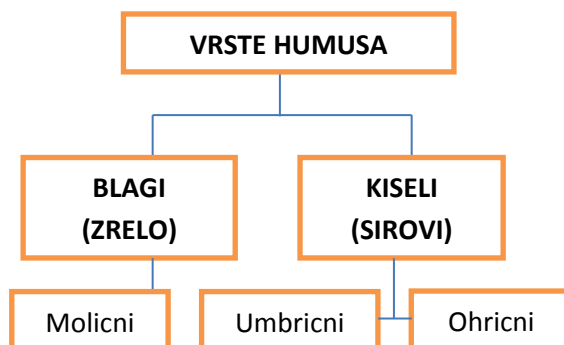 VRSTE HUMUSA
BLAGI
(ZRELO)
KISELI
(SIROVI)
Molicni
Umbricni
Ohricni